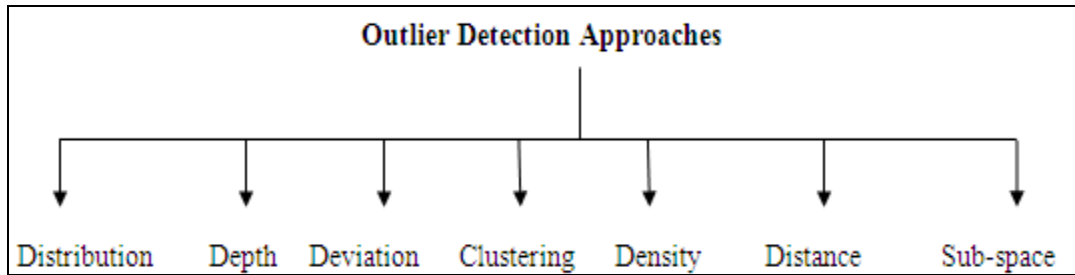 Outlier Detection Approaches
Distribution Depth Deviation Clustering Density Distance Sub-space